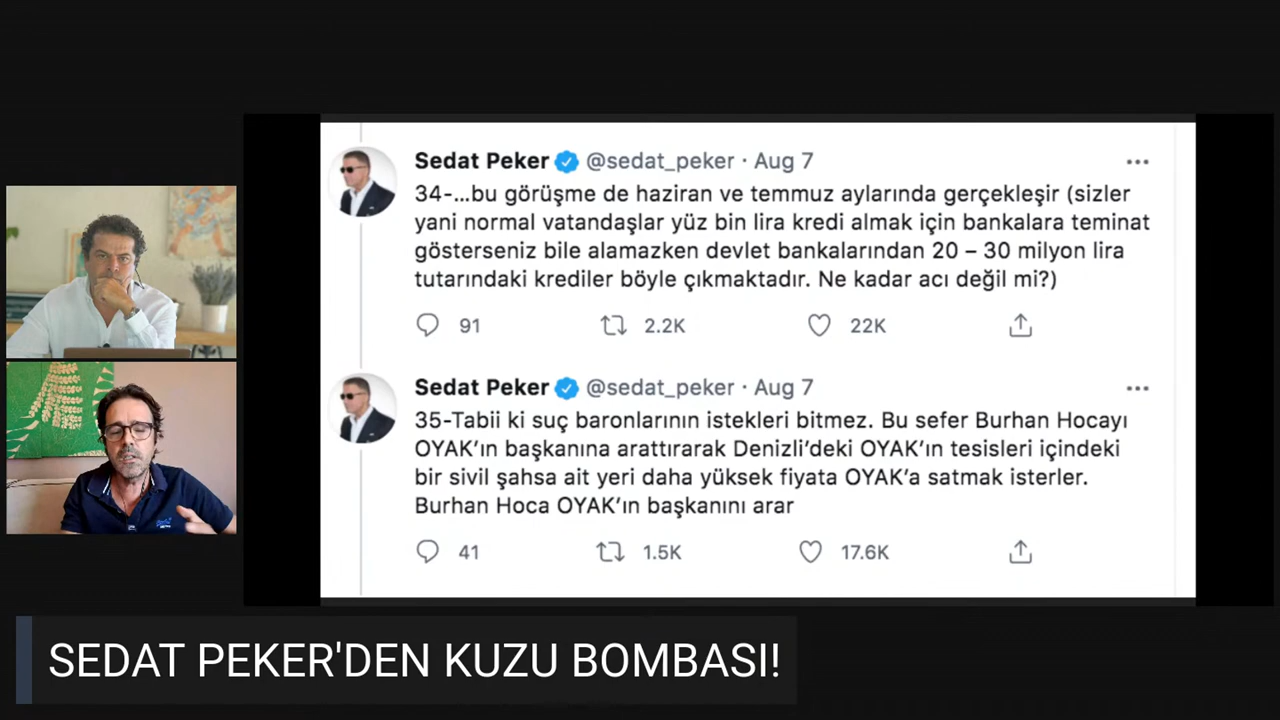 Sedat Peker @sedat_peker · Aug 7
34-...bu görüşme de haziran ve temmuz aylarında gerçekleşir (sizler
yani normal vatandaşlar yüz bin lira kredi almak için bankalara teminat
gösterseniz bile alamazken devlet bankalarından 20 – 30 milyon lira
tutarındaki krediler böyle çıkmaktadır. Ne kadar acı değil mi?)
91 2.2K 22K
Sedat Peker @sedat_peker · Aug 7
35-Tabii ki suç baronlarının istekleri bitmez. Bu sefer Burhan Hocayı
OYAK’ın başkanına arattırarak Denizli’deki OYAK’ın tesisleri içindeki
bir sivil şahsa ait yeri daha yüksek fiyata OYAK’a satmak isterler.
Burhan Hoca OYAK’ın başkanını arar
41 1.5K 17.6K
SEDAT PEKER'DEN KUZU BOMBASI!